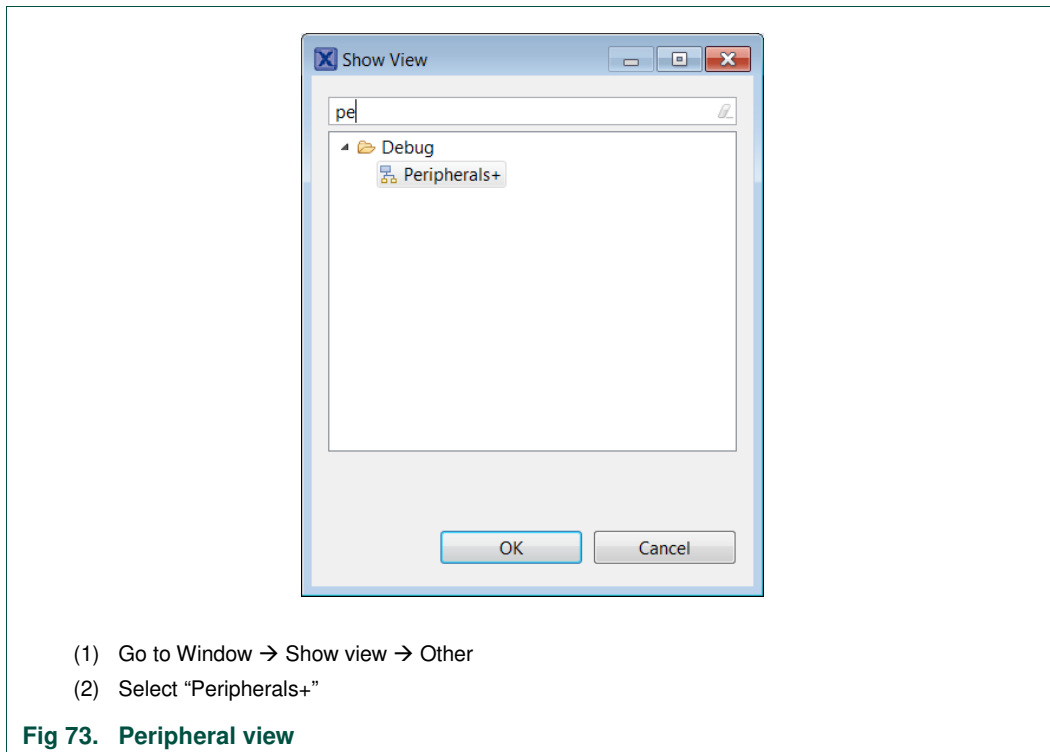 Show View
pe
Debug
Peripherals+
OK Cancel
(1) Go to Window → Show view → Other
(2) Select “Peripherals+”
Fig 73. Peripheral view